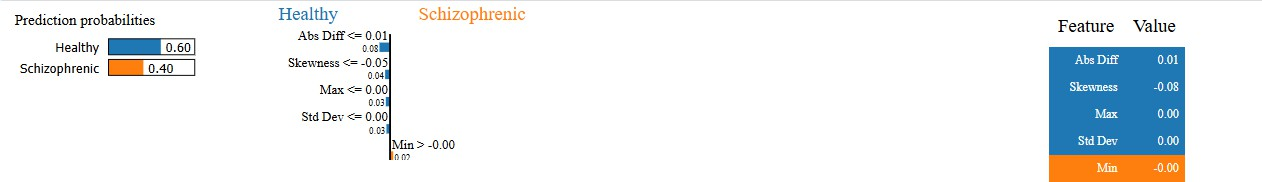 Prediction probabilities
Healthy 0.60
Schizophrenic 0.40
Healthy Schizophrenic
Abs Diff <= 0.01
0.08
Skewness <= -0.05
0.04
Max <= 0.00
0.03
Std Dev <= 0.00
0.03
Min > -0.00
0.02
Feature Value
Abs Diff 0.01
Skewness -0.08
Max 0.00
Std Dev 0.00
Min -0.00